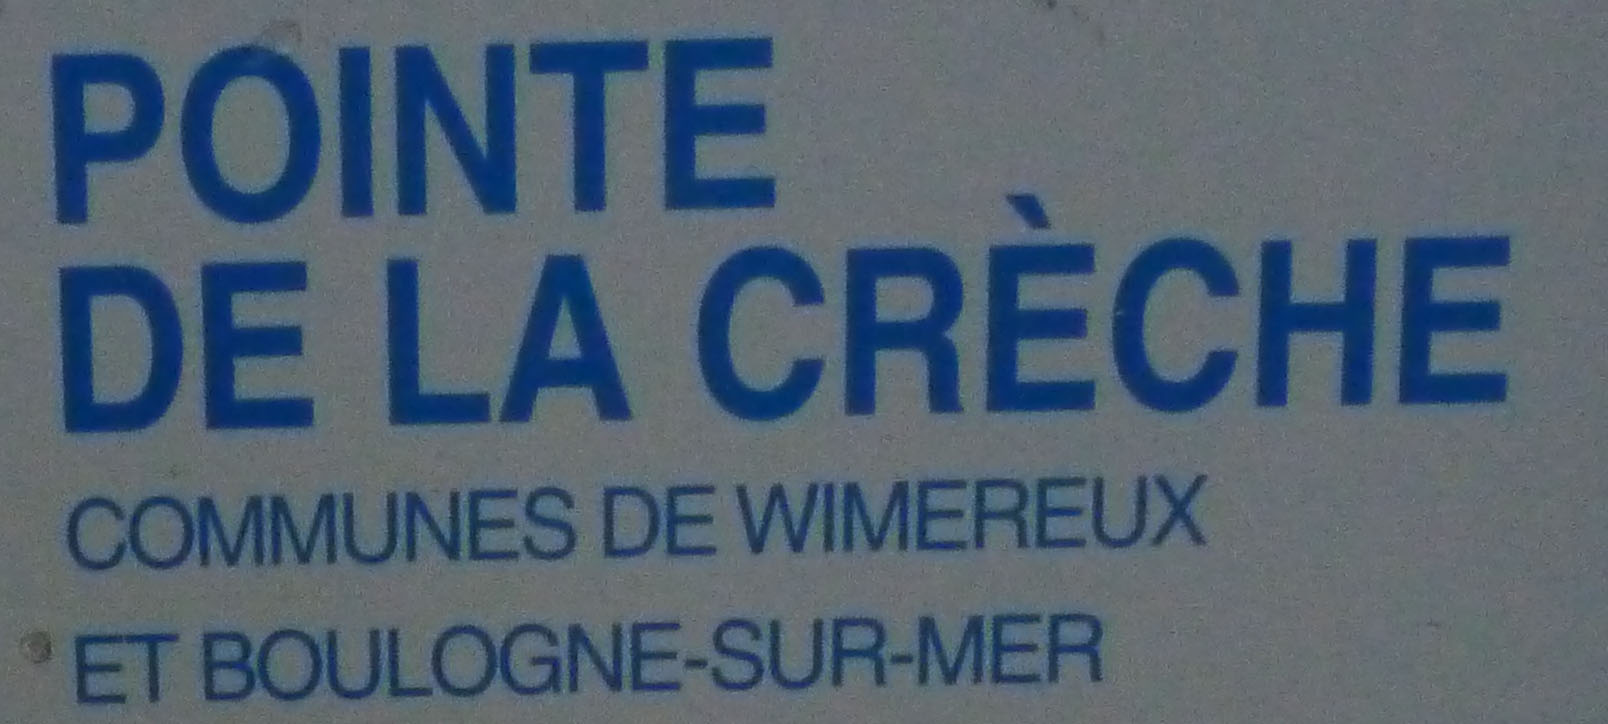 POINTE
DE LA CRÈCHE
COMMUNES DE WIMEREUX
ET BOULOGNE-SUR-MER